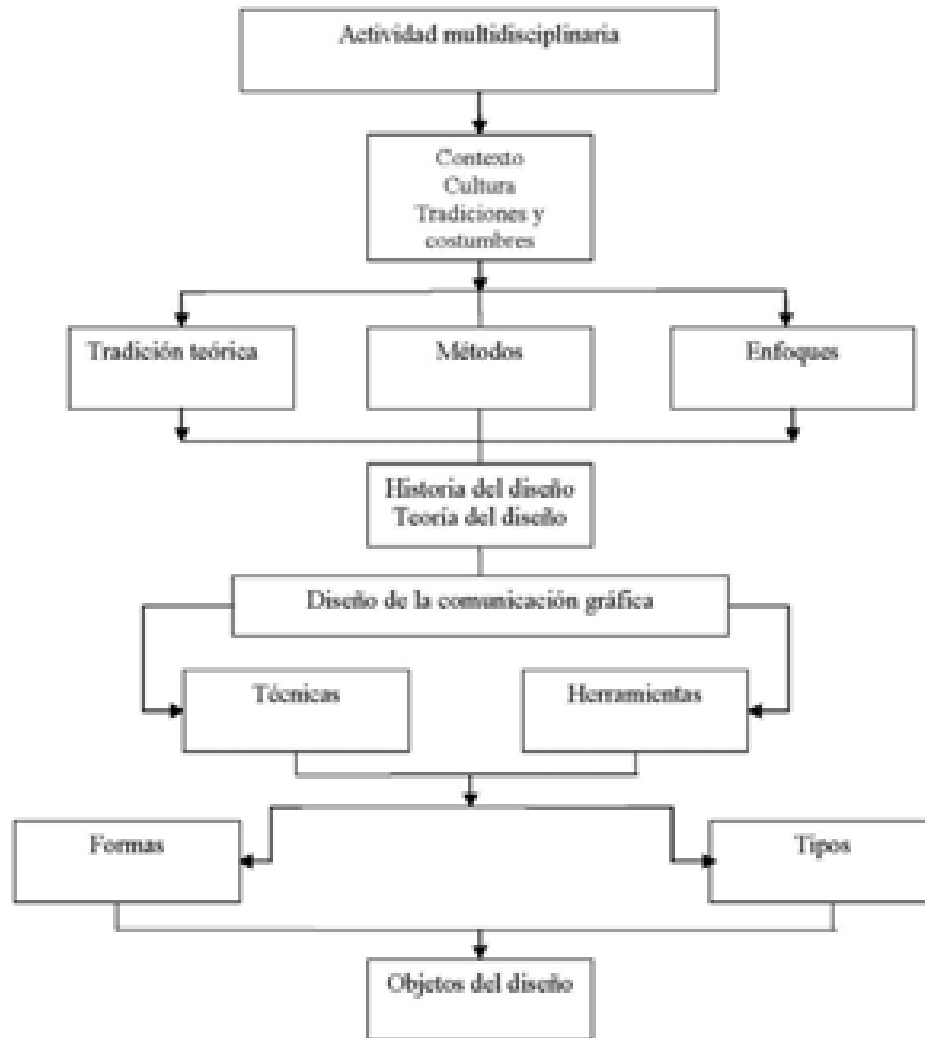 Actividad multidisciplinaria
Contexto
Cultura
Tradiciones y
costumbres
Tradición teórica
Métodos
Enfoques
Historia del diseño
Teoría del diseño
Diseño de la comunicación gráfica
Técnicas
Herramientas
Formas
Tipos
Objetos del diseño